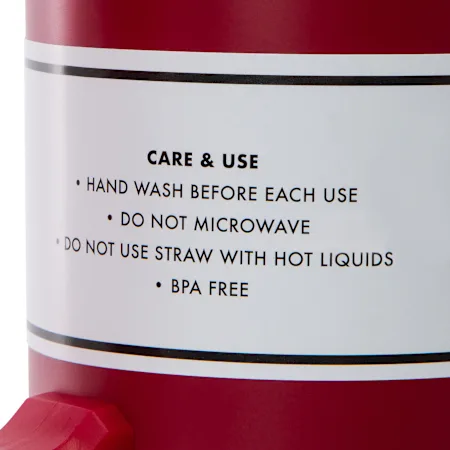 CARE & USE
• HAND WASH BEFORE EACH USE
• DO NOT MICROWAVE
• DO NOT USE STRAW WITH HOT LIQUIDS
• BPA FREE